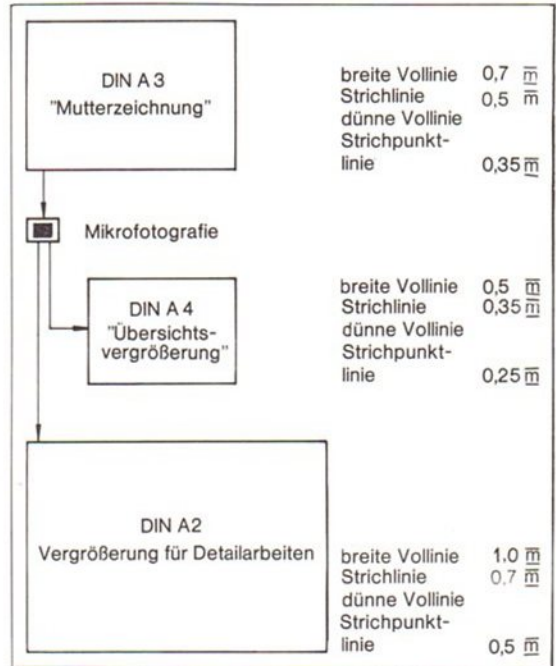 DIN A 3
"Mutterzeichnung"
breite Vollinie 0,7 m
Strichlinie 0,5 m
dünne Vollinie
Strichpunkt-
linie 0,35 m
Mikrofotografie
DIN A 4
"Übersichts-
vergrößerung"
breite Vollinie 0,5 m
Strichlinie 0,35 m
dünne Vollinie
Strichpunkt-
linie 0,25 m
DIN A2
Vergrößerung für Detailarbeiten
breite Vollinie 1.0 m
Strichlinie 0,7 m
dünne Vollinie
Strichpunkt-
linie 0,5 m